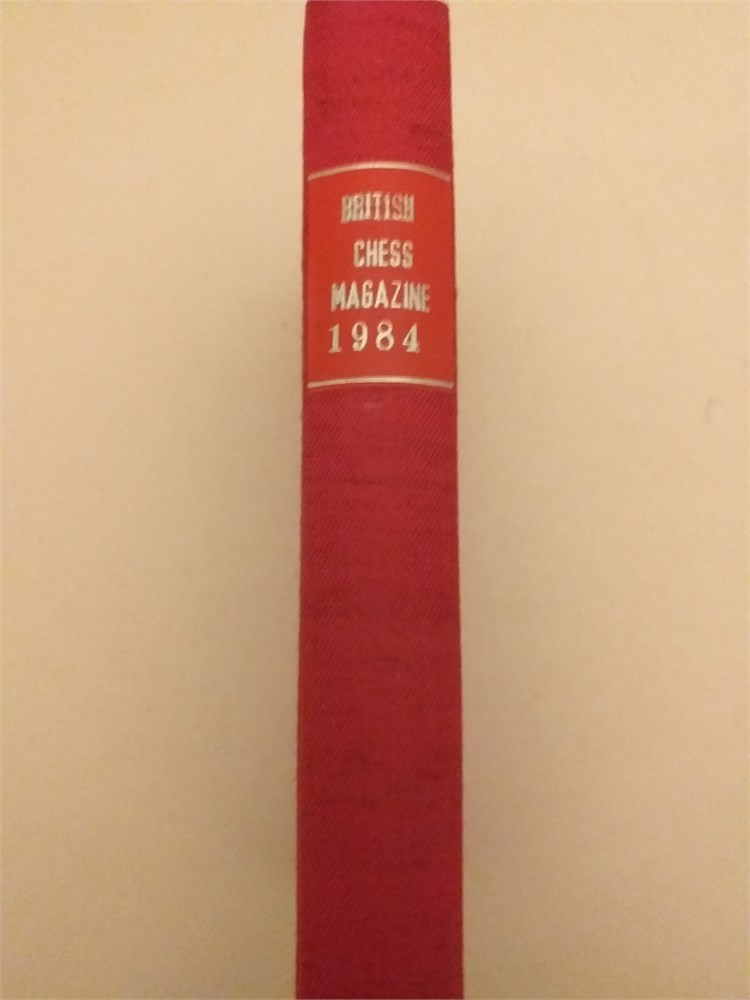 BRITISH
CHESS
MAGAZINE
1984